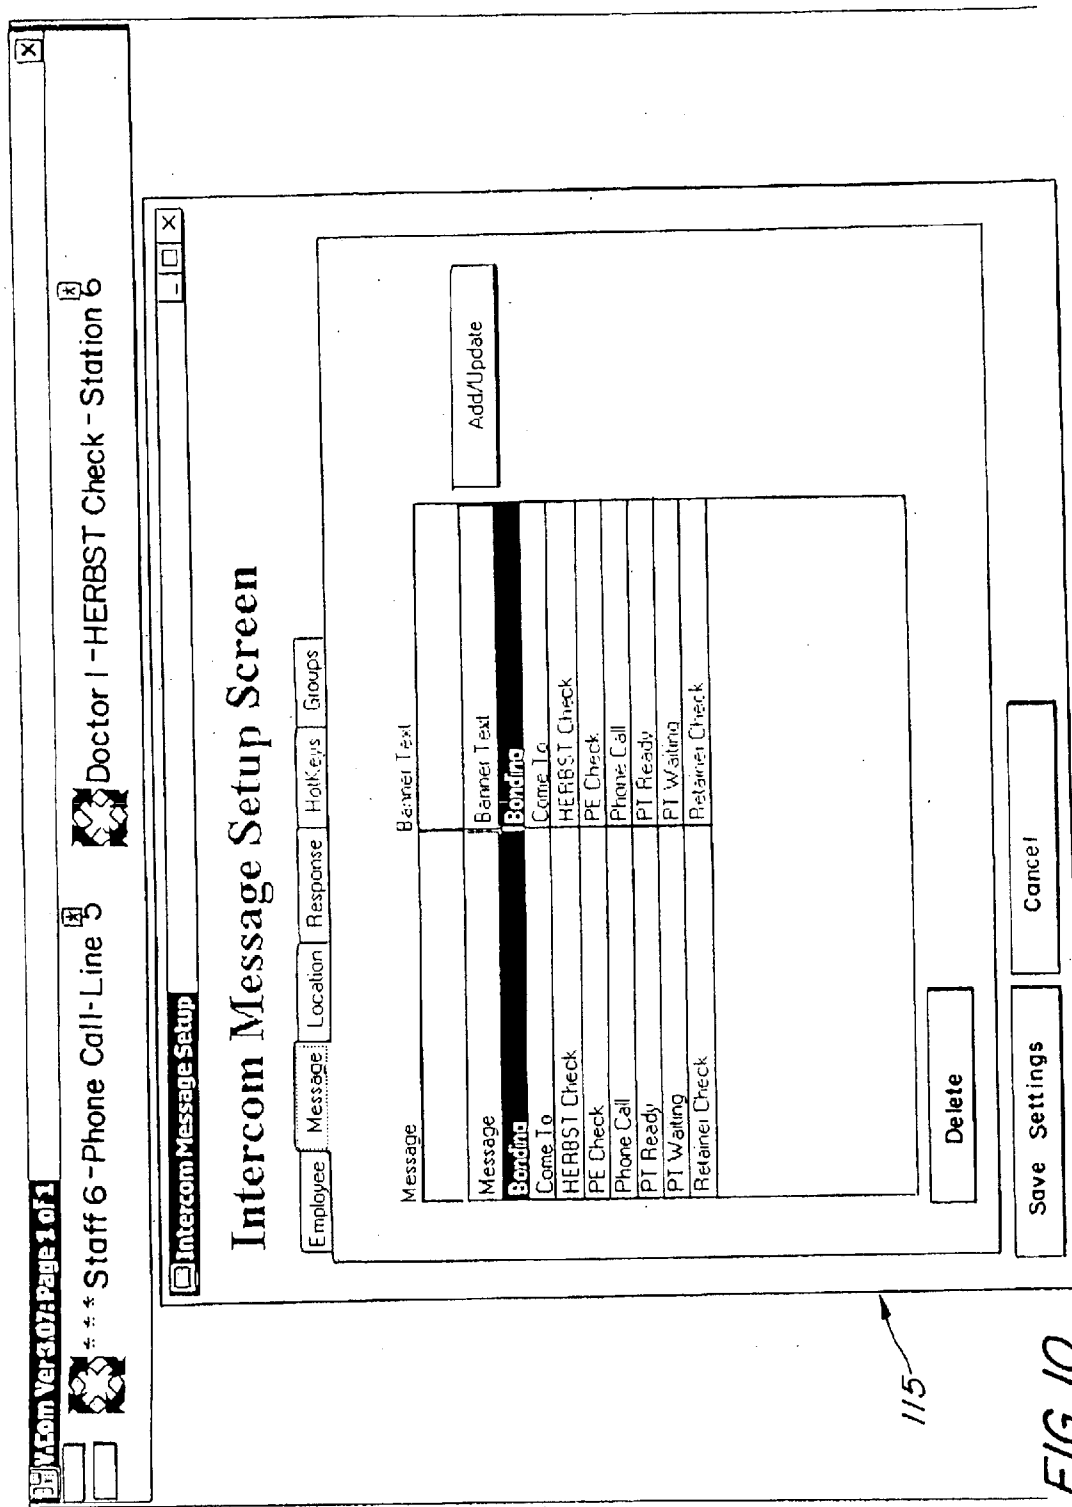 V.Com Ver3.07:Page 1 of 1
***Staff 6-Phone Call-Line 5
Doctor 1-HERBST Check-Station 6
Intercom Message Setup
Intercom Message Setup Screen
Employee Message Location Response HotKeys Groups
Message Banner Text
Add/Update
Message Banner Text
Bonding Bonding
Come To Come To
HERBST Check HERBST Check
PE Check PE Check
Phone Call Phone Call
PT Ready PT Ready
PT Waiting PT Waiting
Retainer Check Retainer Check
Delete
Save Settings Cancel
115
FIG. 10